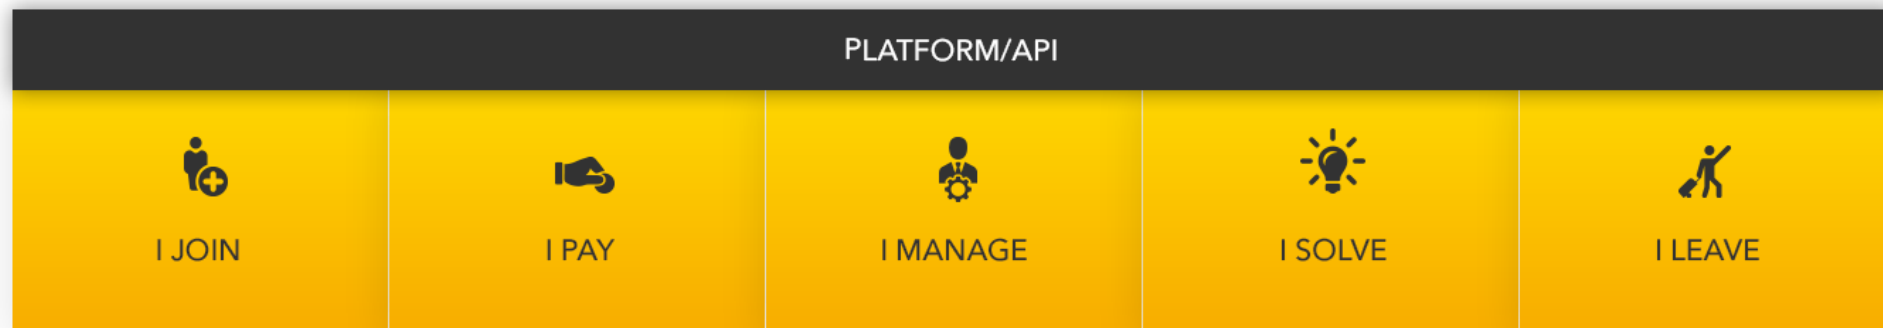 PLATFORM/API
I JOIN
I PAY
I MANAGE
I SOLVE
I LEAVE